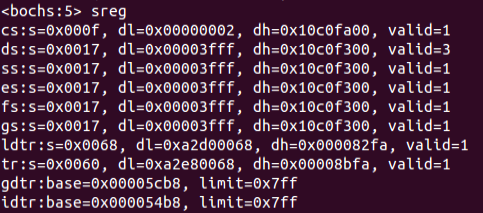 <bochs:5> sreg
cs:s=0x000f, dl=0x00000002, dh=0x10c0fa00, valid=1
ds:s=0x0017, dl=0x00003fff, dh=0x10c0f300, valid=3
ss:s=0x0017, dl=0x00003fff, dh=0x10c0f300, valid=1
es:s=0x0017, dl=0x00003fff, dh=0x10c0f300, valid=1
fs:s=0x0017, dl=0x00003fff, dh=0x10c0f300, valid=1
gs:s=0x0017, dl=0x00003fff, dh=0x10c0f300, valid=1
ldtr:s=0x0068, dl=0xa2d00068, dh=0x000082fa, valid=1
tr:s=0x0060, dl=0xa2e80068, dh=0x00008bfa, valid=1
gdtr:base=0x00005cb8, limit=0x7ff
idtr:base=0x000054b8, limit=0x7ff